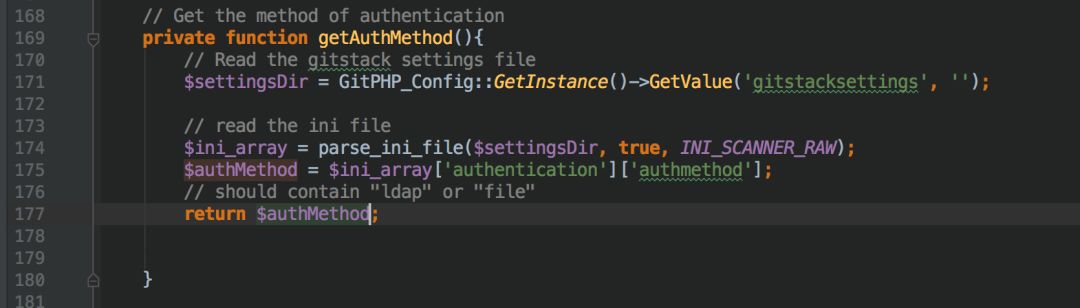 168 // Get the method of authentication
169 private function getAuthMethod(){
170 // Read the gitstack settings file
171 $settingsDir = GitPHP_Config::GetInstance()->GetValue('gitstacksettings', '');
172
173 // read the ini file
174 $ini_array = parse_ini_file($settingsDir, true, INI_SCANNER_RAW);
175 $authMethod = $ini_array['authentication']['authmethod'];
176 // should contain "ldap" or "file"
177 return $authMethod;
178
179
180 }
181